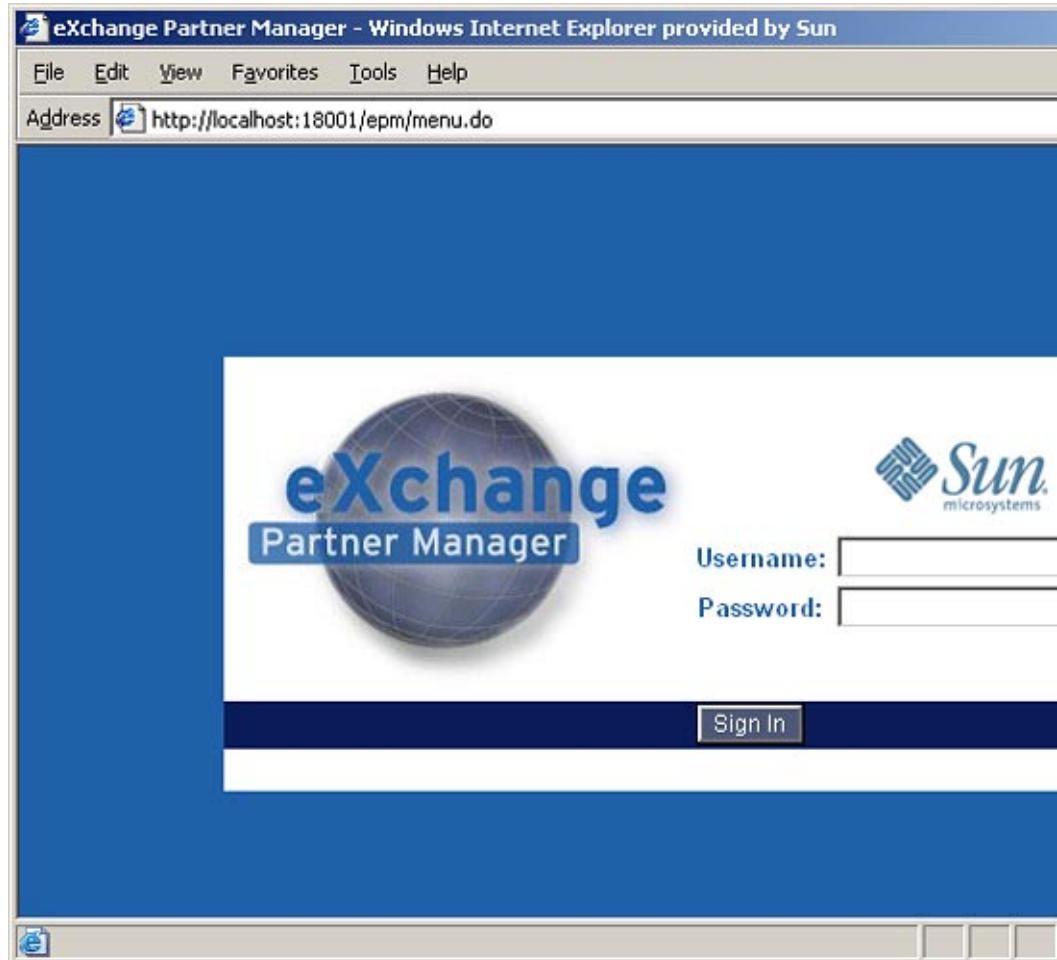 eXchange Partner Manager - Windows Internet Explorer provided by Sun
File Edit View Favorites Tools Help
Address http://localhost:18001/epm/menu.do
eXchange
Partner Manager
Sun
microsystems
Username:
Password:
Sign In